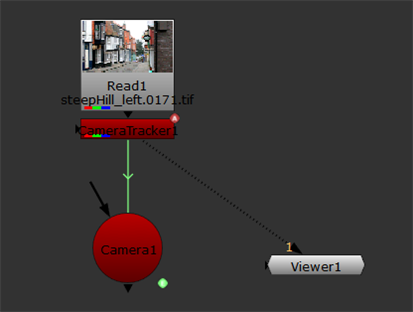 Read1
steepHill_left.0171.tif
CameraTracker1
A
Camera1
1
Viewer1